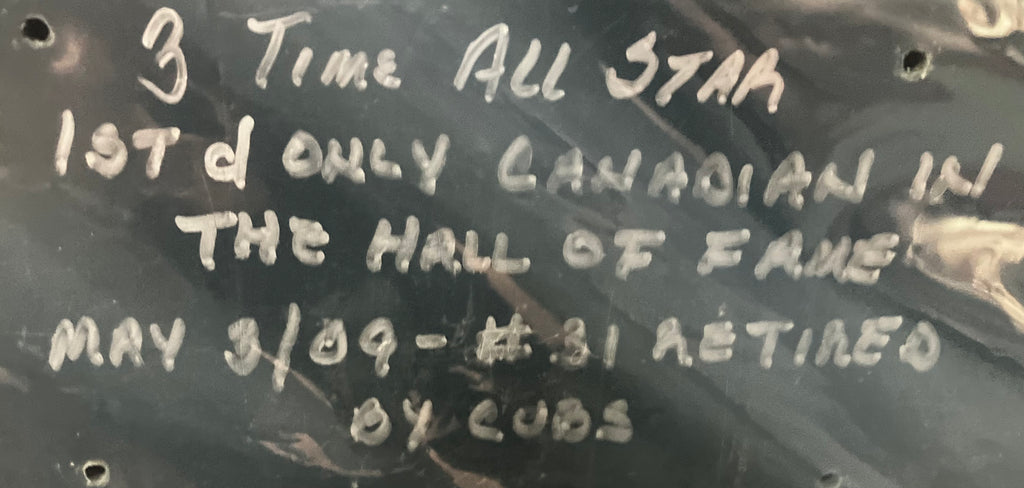 3 TIME ALL STAR
1ST & ONLY CANADIAN IN
THE HALL OF FAME
MAY 3/09 - # 31 RETIRED
BY CUBS